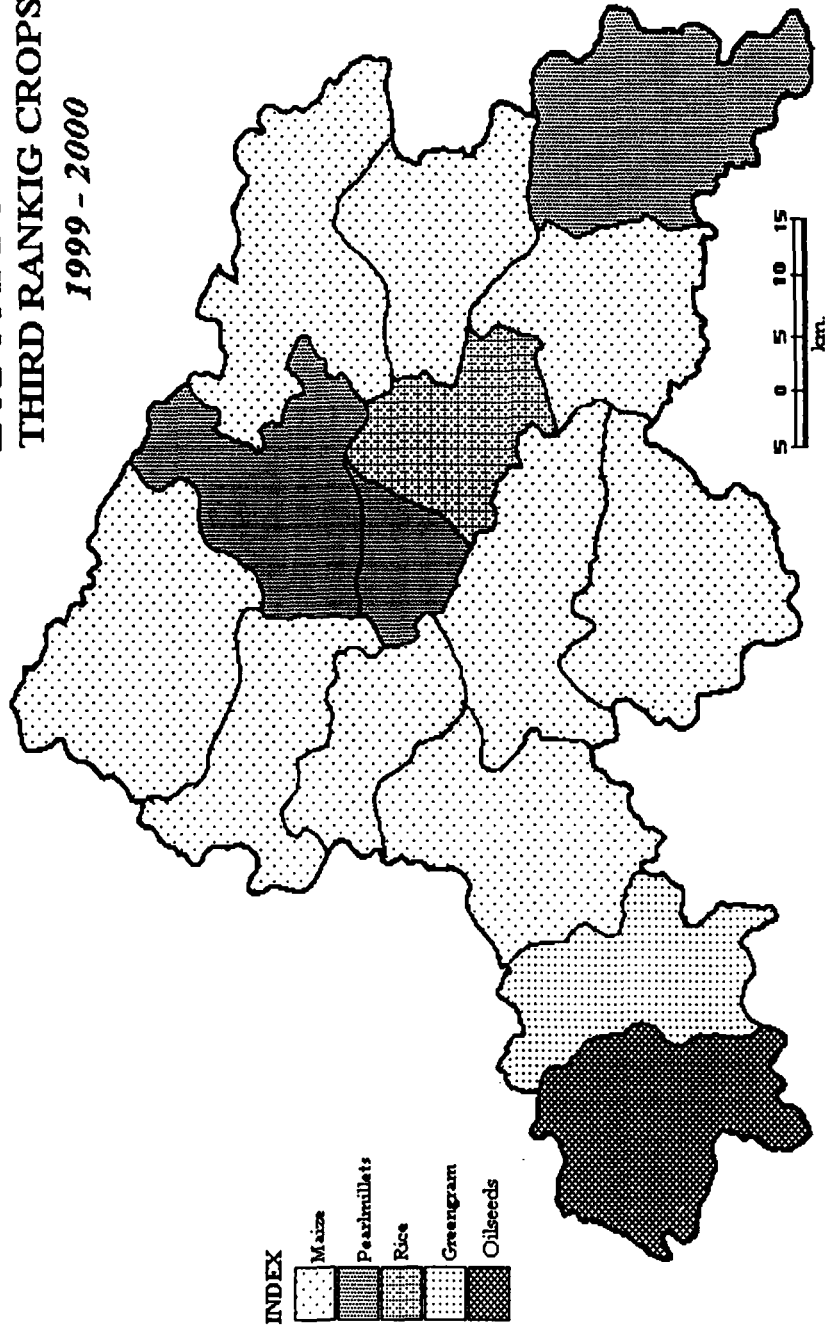 THIRD RANKIG CROPS
1999 - 2000
INDEX
Maize
Pearlmillets
Rice
Greengram
Oilseeds
5 0 5 10 15
km.